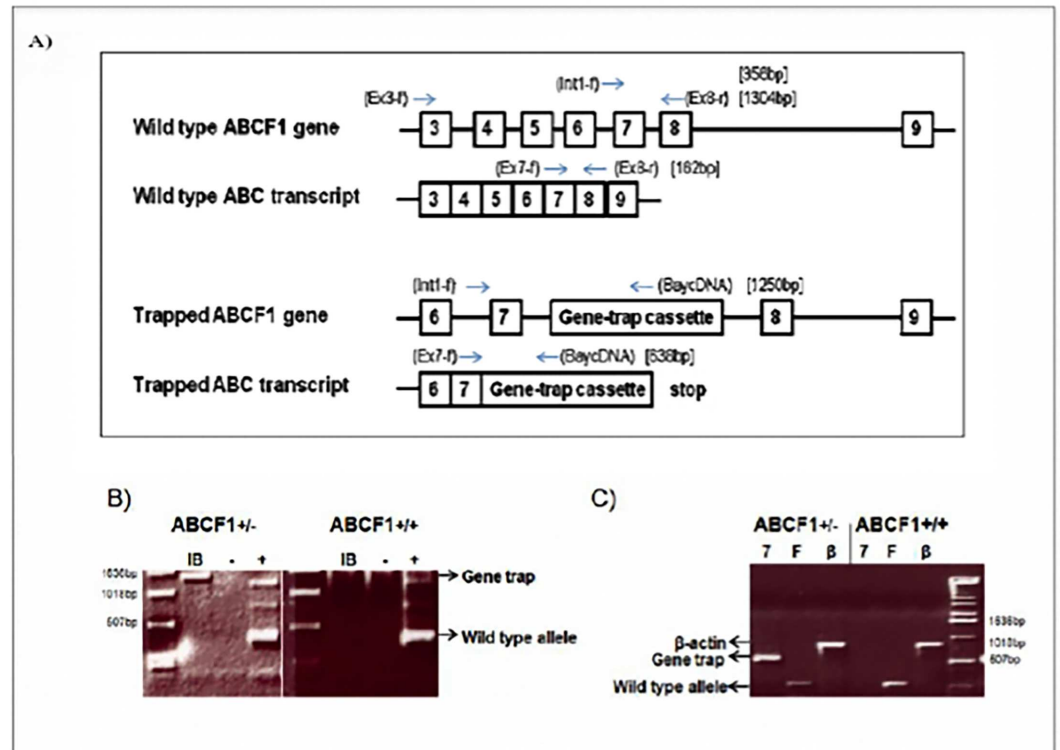 A)
[958bp]
(Int1-f)
(Ex3-f) (Ex8-r) [1304bp]
Wild type ABCF1 gene 3 4 5 6 7 8 9
(Ex7-f) (Ex8-r) [162bp]
Wild type ABC transcript 3 4 5 6 7 8 9
(Int1-f) (BaycDNA) [1250bp]
Trapped ABCF1 gene 6 7 Gene-trap cassette 8 9
(Ex7-f) (BaycDNA) [638bp]
Trapped ABC transcript 6 7 Gene-trap cassette stop
B)
ABCF1+/- ABCF1+/+
IB - + IB - +
1636bp
1018bp
507bp
Gene trap
Wild type allele
C)
ABCF1+/- ABCF1+/+
7 F β 7 F β
1636bp
β-actin 1018bp
Gene trap 507bp
Wild type allele